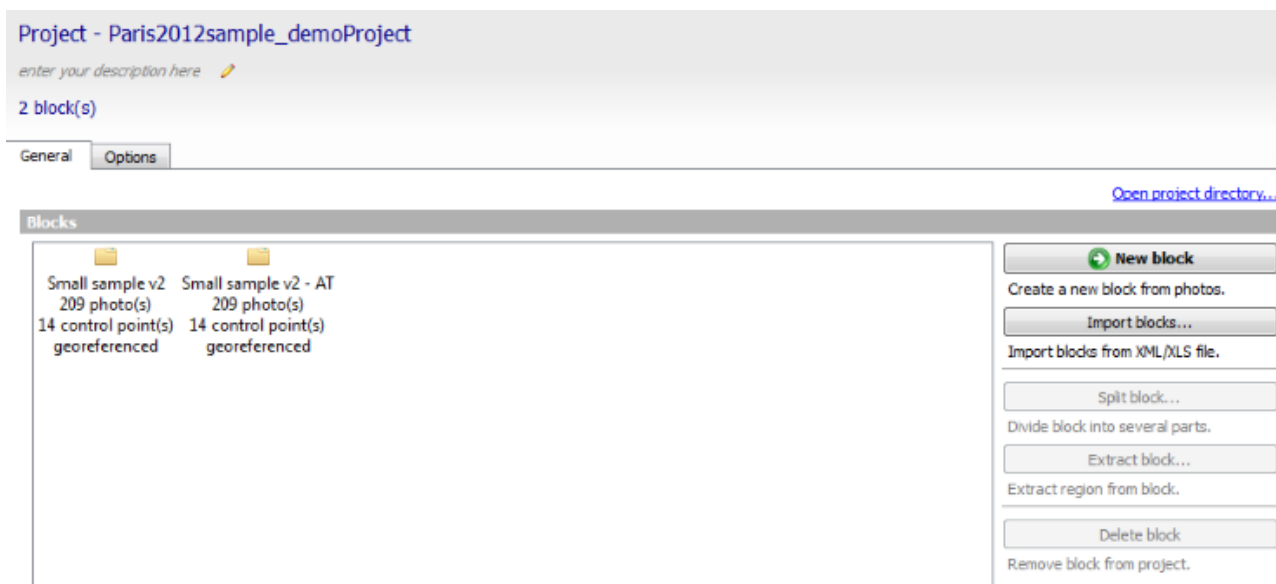 Project - Paris2012sample_demoProject
enter your description here
2 block(s)
General Options
Open project directory...
Blocks
Small sample v2
209 photo(s)
14 control point(s)
georeferenced
Small sample v2 - AT
209 photo(s)
14 control point(s)
georeferenced
New block
Create a new block from photos.
Import blocks...
Import blocks from XML/XLS file.
Split block...
Divide block into several parts.
Extract block...
Extract region from block.
Delete block
Remove block from project.